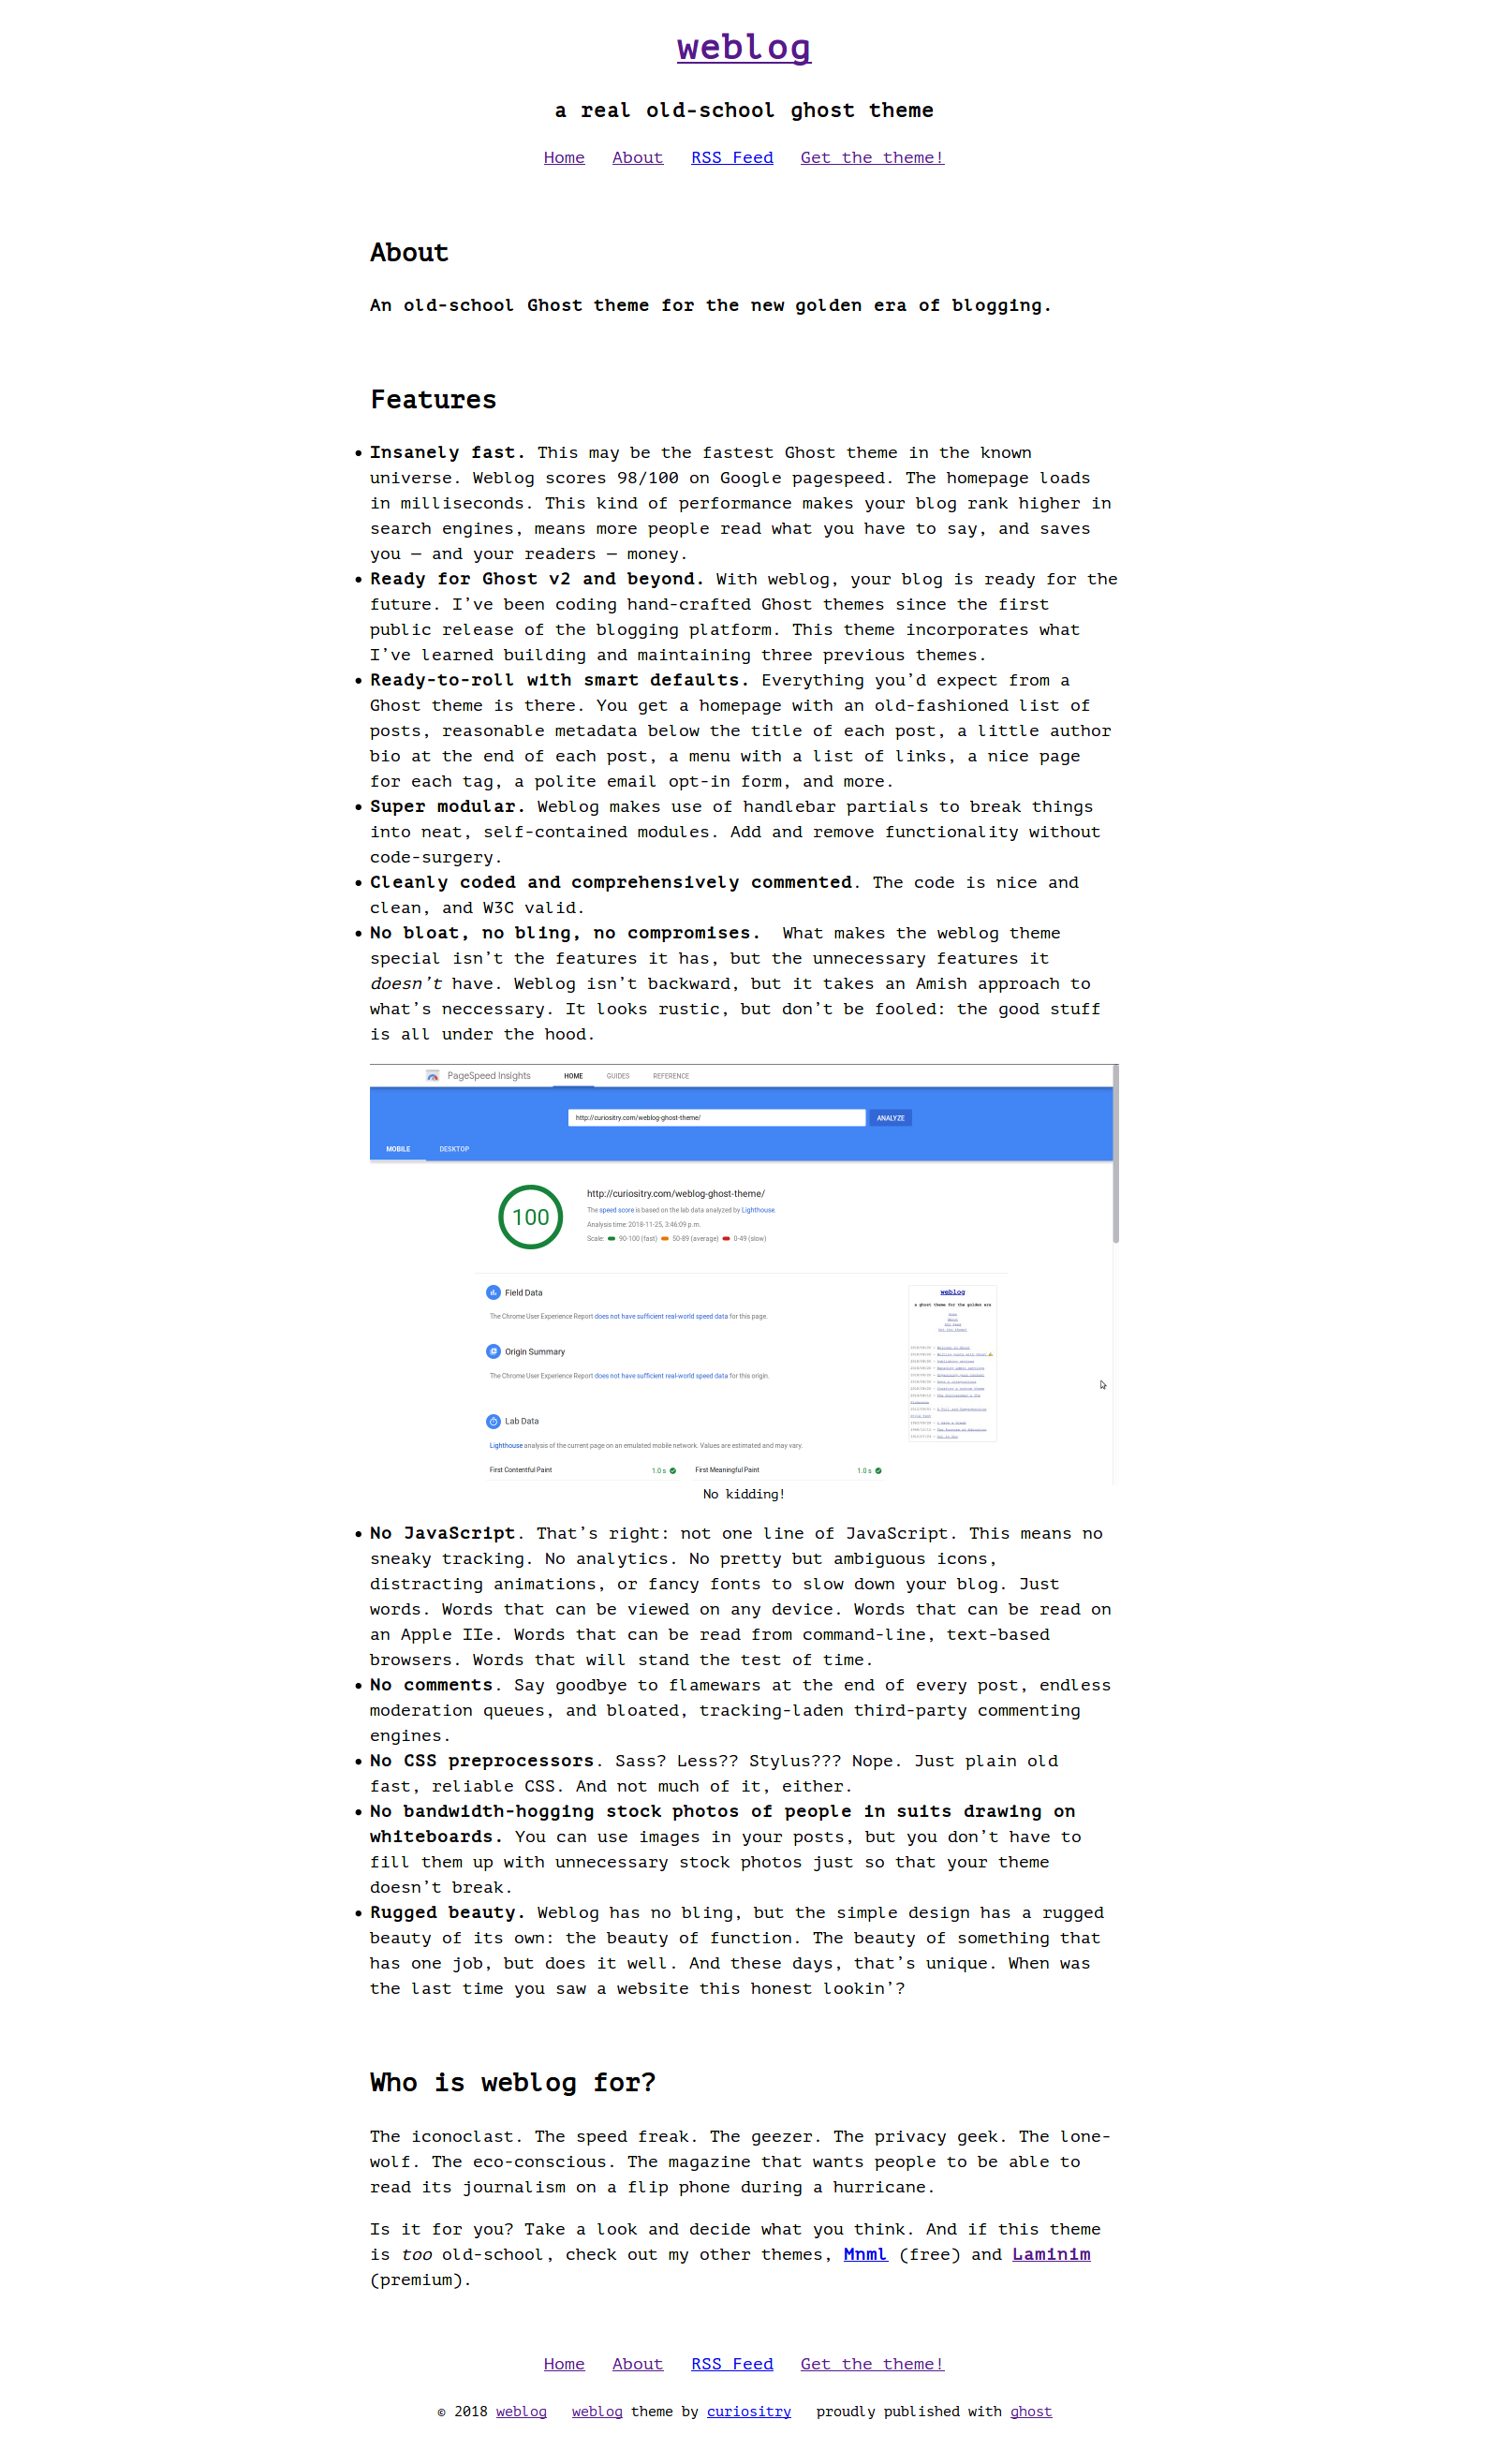 weblog
a real old-school ghost theme
Home About RSS Feed Get the theme!
About
An old-school Ghost theme for the new golden era of blogging.
Features
• Insanely fast. This may be the fastest Ghost theme in the known
universe. Weblog scores 98/100 on Google pagespeed. The homepage loads
in milliseconds. This kind of performance makes your blog rank higher in
search engines, means more people read what you have to say, and saves
you — and your readers — money.
• Ready for Ghost v2 and beyond. With weblog, your blog is ready for the
future. I’ve been coding hand-crafted Ghost themes since the first
public release of the blogging platform. This theme incorporates what
I’ve learned building and maintaining three previous themes.
• Ready-to-roll with smart defaults. Everything you’d expect from a
Ghost theme is there. You get a homepage with an old-fashioned list of
posts, reasonable metadata below the title of each post, a little author
bio at the end of each post, a menu with a list of links, a nice page
for each tag, a polite email opt-in form, and more.
• Super modular. Weblog makes use of handlebar partials to break things
into neat, self-contained modules. Add and remove functionality without
code-surgery.
• Cleanly coded and comprehensively commented. The code is nice and
clean, and W3C valid.
• No bloat, no bling, no compromises. What makes the weblog theme
special isn’t the features it has, but the unnecessary features it
doesn’t have. Weblog isn’t backward, but it takes an Amish approach to
what’s neccessary. It looks rustic, but don’t be fooled: the good stuff
is all under the hood.
PageSpeed Insights HOME GUIDES REFERENCE
http://curiositry.com/weblog-ghost-theme/ ANALYZE
MOBILE DESKTOP
100
http://curiositry.com/weblog-ghost-theme/
The speed score is based on the lab data analyzed by Lighthouse.
Analysis time: 2018-11-25, 3:46:09 p.m.
Scale: 90-100 (fast) 50-89 (average) 0-49 (slow)
Field Data
The Chrome User Experience Report does not have sufficient real-world speed data for this page.
Origin Summary
The Chrome User Experience Report does not have sufficient real-world speed data for this origin.
Lab Data
Lighthouse analysis of the current page on an emulated mobile network. Values are estimated and may vary.
First Contentful Paint 1.0 s First Meaningful Paint 1.0 s
weblog
a ghost theme for the golden era
No kidding!
• No JavaScript. That’s right: not one line of JavaScript. This means no
sneaky tracking. No analytics. No pretty but ambiguous icons,
distracting animations, or fancy fonts to slow down your blog. Just
words. Words that can be viewed on any device. Words that can be read on
an Apple IIe. Words that can be read from command-line, text-based
browsers. Words that will stand the test of time.
• No comments. Say goodbye to flamewars at the end of every post, endless
moderation queues, and bloated, tracking-laden third-party commenting
engines.
• No CSS preprocessors. Sass? Less?? Stylus??? Nope. Just plain old
fast, reliable CSS. And not much of it, either.
• No bandwidth-hogging stock photos of people in suits drawing on
whiteboards. You can use images in your posts, but you don’t have to
fill them up with unnecessary stock photos just so that your theme
doesn’t break.
• Rugged beauty. Weblog has no bling, but the simple design has a rugged
beauty of its own: the beauty of function. The beauty of something that
has one job, but does it well. And these days, that’s unique. When was
the last time you saw a website this honest lookin’?
Who is weblog for?
The iconoclast. The speed freak. The geezer. The privacy geek. The lone-
wolf. The eco-conscious. The magazine that wants people to be able to
read its journalism on a flip phone during a hurricane.
Is it for you? Take a look and decide what you think. And if this theme
is too old-school, check out my other themes, Mnml (free) and Laminim
(premium).
Home About RSS Feed Get the theme!
© 2018 weblog weblog theme by curiositry proudly published with ghost